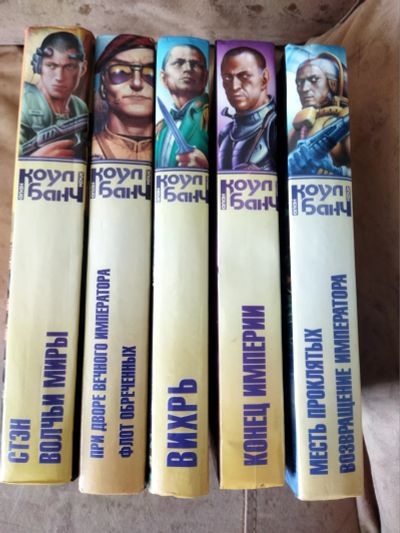 КОУЛ
БАНЧ
СТЭН
ВОЛЧЬИ МИРЫ
КОУЛ
БАНЧ
ПРИ ДВОРЕ ВЕЧНОГО ИМПЕРАТОРА
ФЛОТ ОБРЕЧЕННЫХ
КОУЛ
БАНЧ
ВИХРЬ
КОУЛ
БАНЧ
КОНЕЦ ИМПЕРИИ
КОУЛ
БАНЧ
МЕСТЬ ПРОКЛЯТЫХ
ВОЗВРАЩЕНИЕ ИМПЕРАТОРА